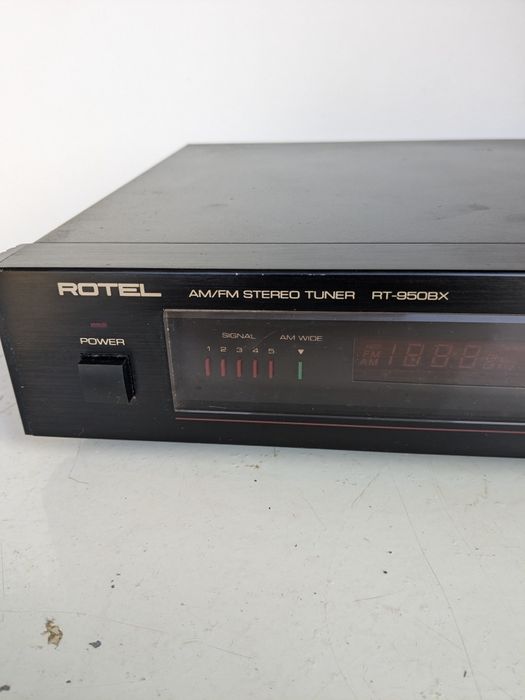 ROTEL AM/FM STEREO TUNER RT-950BX
POWER
SIGNAL AM WIDE
1 2 3 4 5
FM
AM